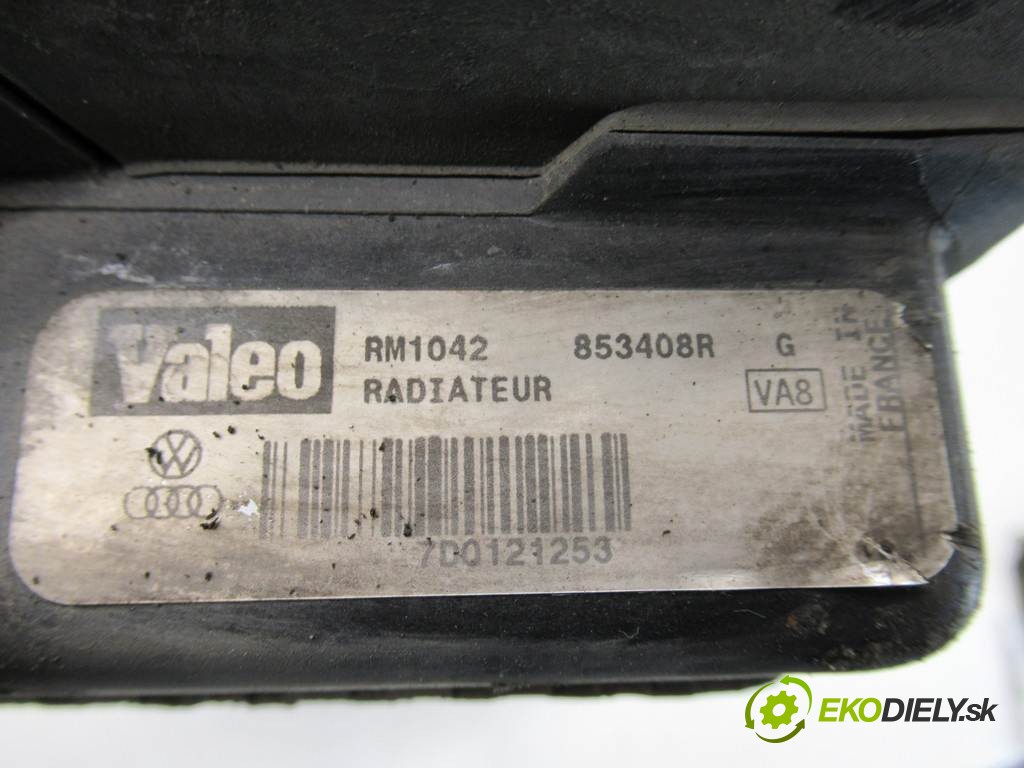 Valeo
RM1042 853408R G
RADIATEUR VA8
MADE IN
FRANCE
7D0121253
EKODIELY.sk